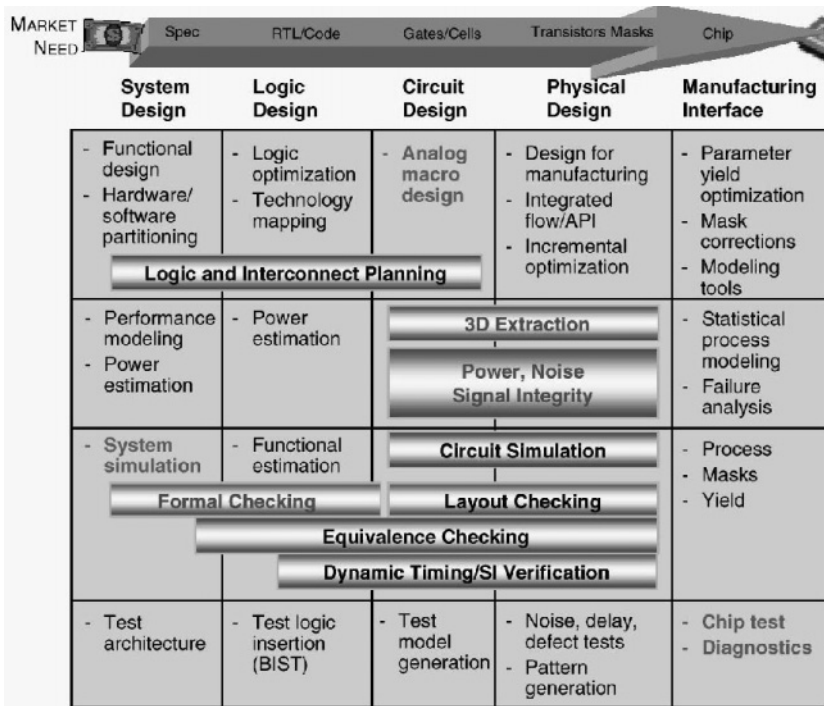 MARKET
NEED
Spec
RTL/Code
Gates/Cells
Transistors Masks
Chip
System
Design
Logic
Design
Circuit
Design
Physical
Design
Manufacturing
Interface
- Functional
design
- Hardware/
software
partitioning
- Logic
optimization
- Technology
mapping
- Analog
macro
design
- Design for
manufacturing
- Integrated
flow/API
- Incremental
optimization
- Parameter
yield
optimization
- Mask
corrections
- Modeling
tools
Logic and Interconnect Planning
- Performance
modeling
- Power
estimation
- Power
estimation
3D Extraction
Power, Noise
Signal Integrity
- Statistical
process
modeling
- Failure
analysis
- System
simulation
- Functional
estimation
Circuit Simulation
- Process
- Masks
- Yield
Formal Checking
Layout Checking
Equivalence Checking
Dynamic Timing/SI Verification
- Test
architecture
- Test logic
insertion
(BIST)
- Test
model
generation
- Noise, delay,
defect tests
- Pattern
generation
- Chip test
- Diagnostics